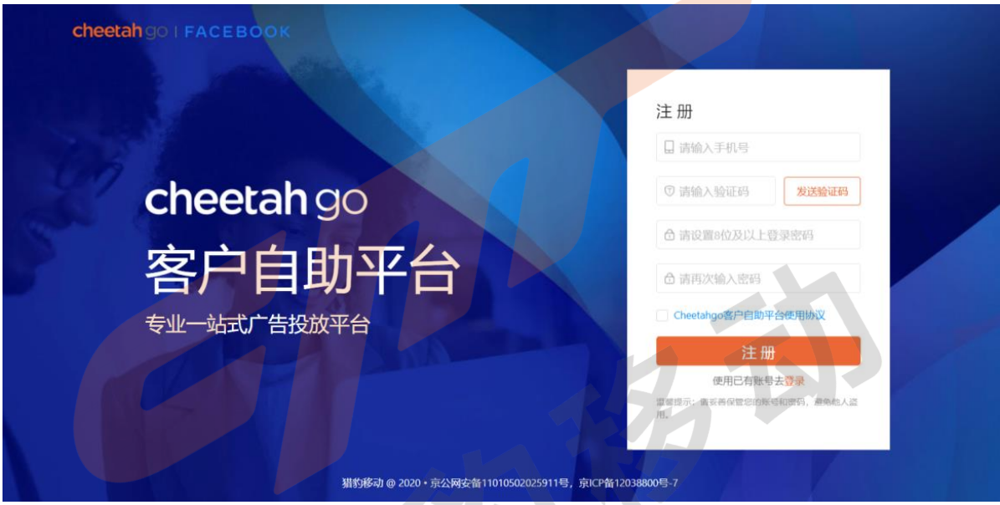 cheetah go | FACEBOOK
cheetah go
客户自助平台
专业一站式广告投放平台
注 册
请输入手机号
请输入验证码
发送验证码
请设置8位及以上登录密码
请再次输入密码
Cheetahgo客户自助平台使用协议
注 册
使用已有账号去登录
温馨提示：请妥善保管您的账号和密码，避免他人盗
用。
猎豹移动 @ 2020 • 京公网安备11010502025911号，京ICP备12038800号-7
豹移动